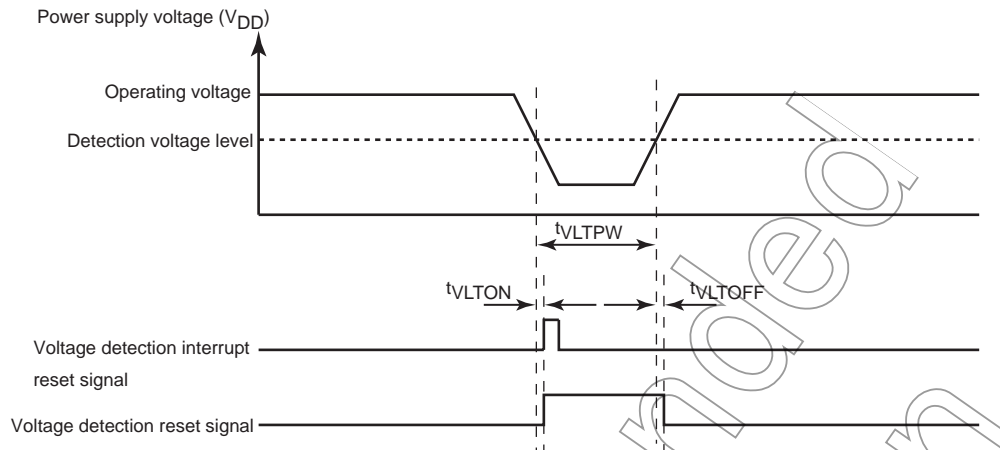 Power supply voltage (VDD)
Operating voltage
Detection voltage level
tVLTPW
tVLTON
tVLTOFF
Voltage detection interrupt
reset signal
Voltage detection reset signal